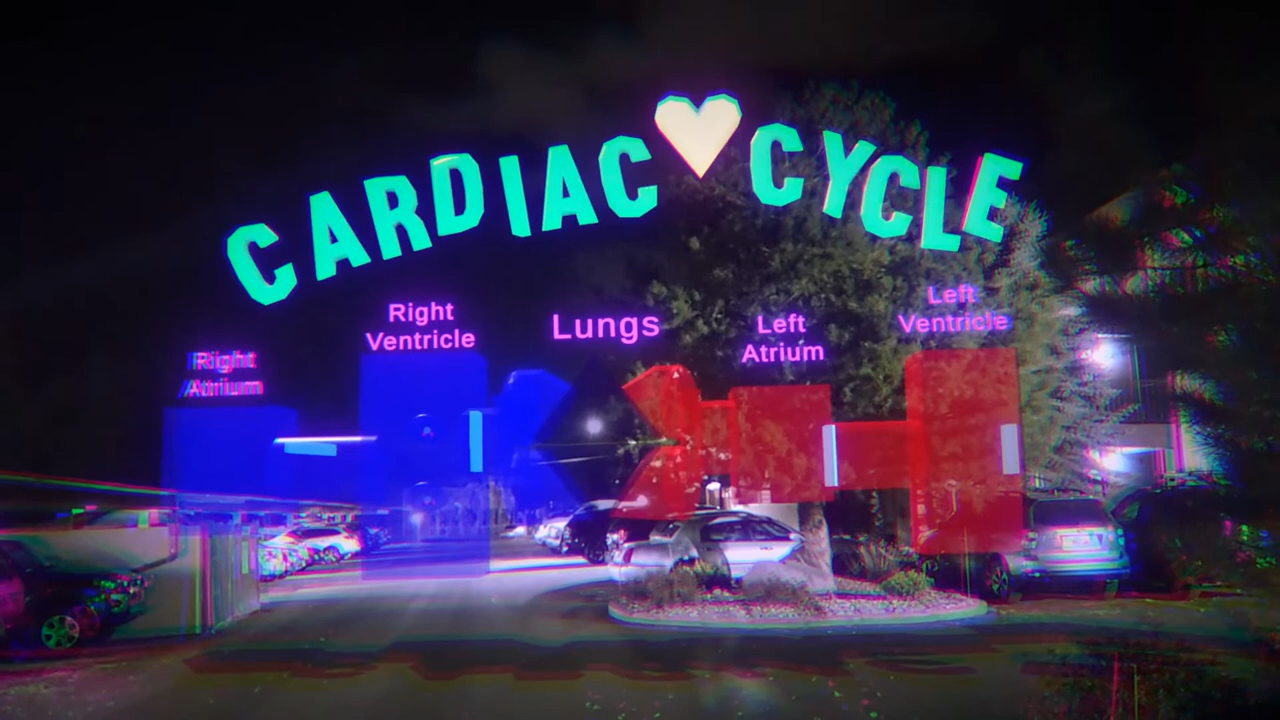 CARDIAC CYCLE
Right
Atrium
Right
Ventricle
Lungs
Left
Atrium
Left
Ventricle